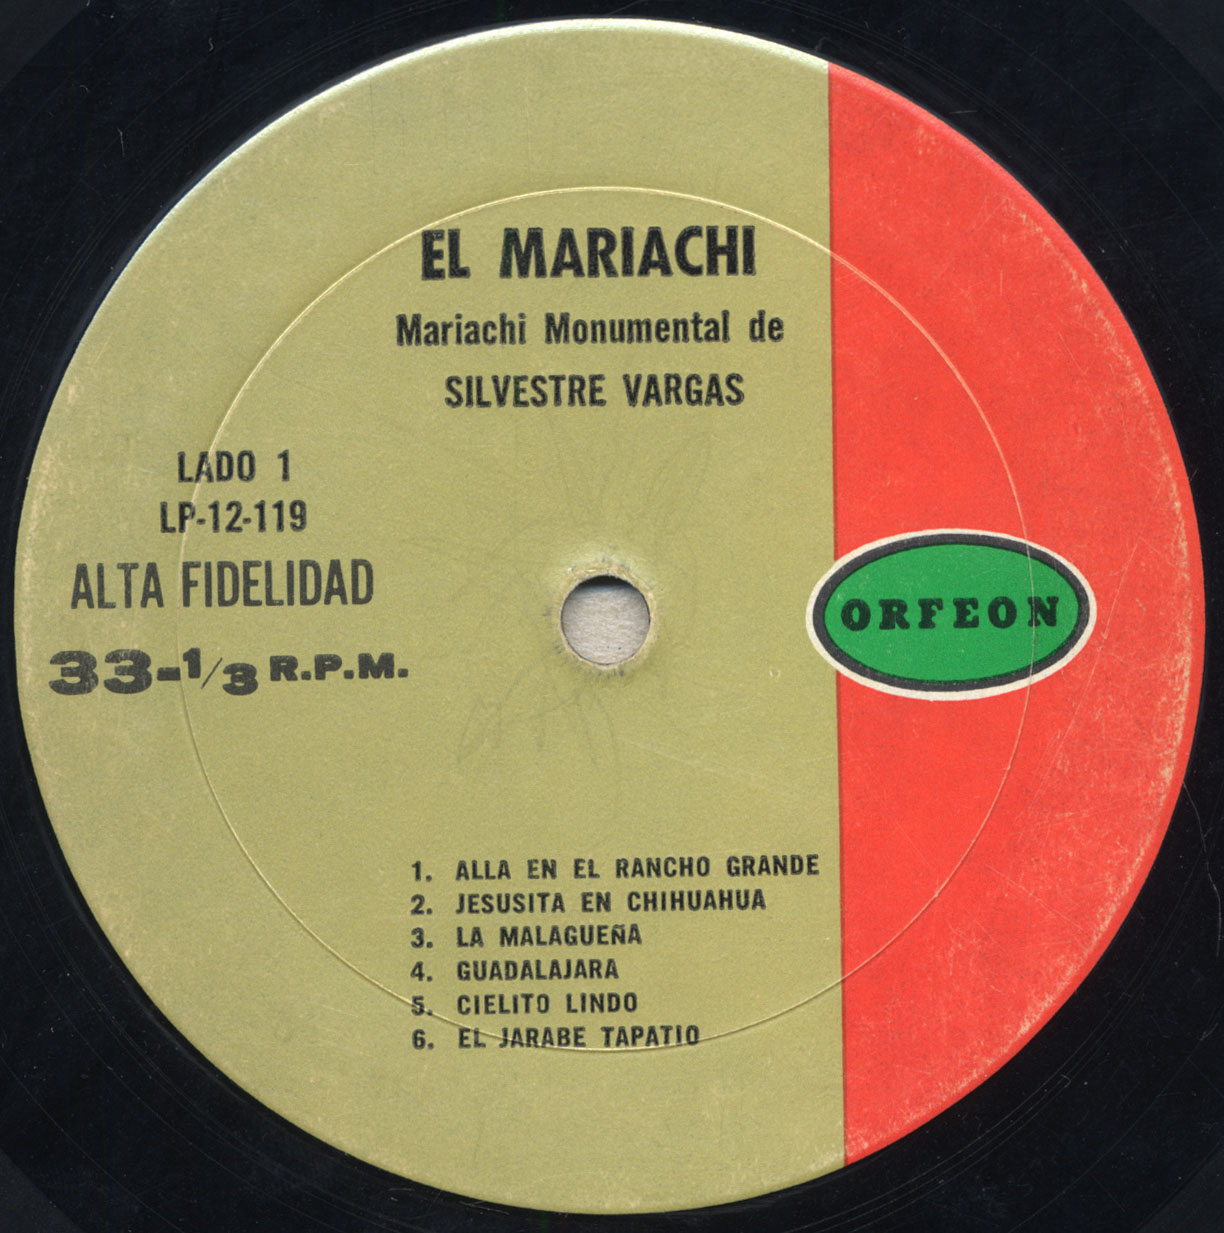 EL MARIACHI
Mariachi Monumental de
SILVESTRE VARGAS
LADO 1
LP-12-119
ALTA FIDELIDAD
33-1/3 R.P.M.
ORFEON
1. ALLA EN EL RANCHO GRANDE
2. JESUSITA EN CHIHUAHUA
3. LA MALAGUEÑA
4. GUADALAJARA
5. CIELITO LINDO
6. EL JARABE TAPATIO